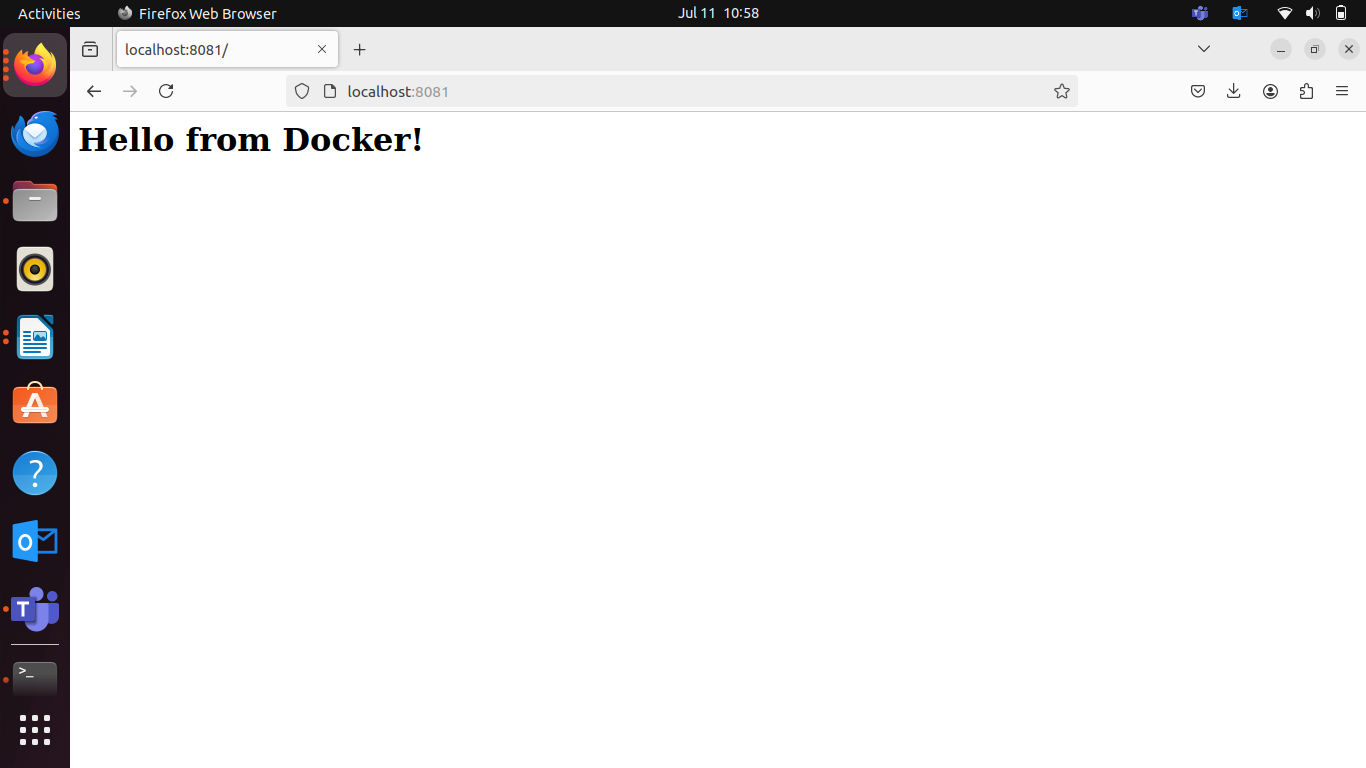 Activities Firefox Web Browser Jul 11 10:58
localhost:8081/
localhost:8081
Hello from Docker!
?
O
T
>_